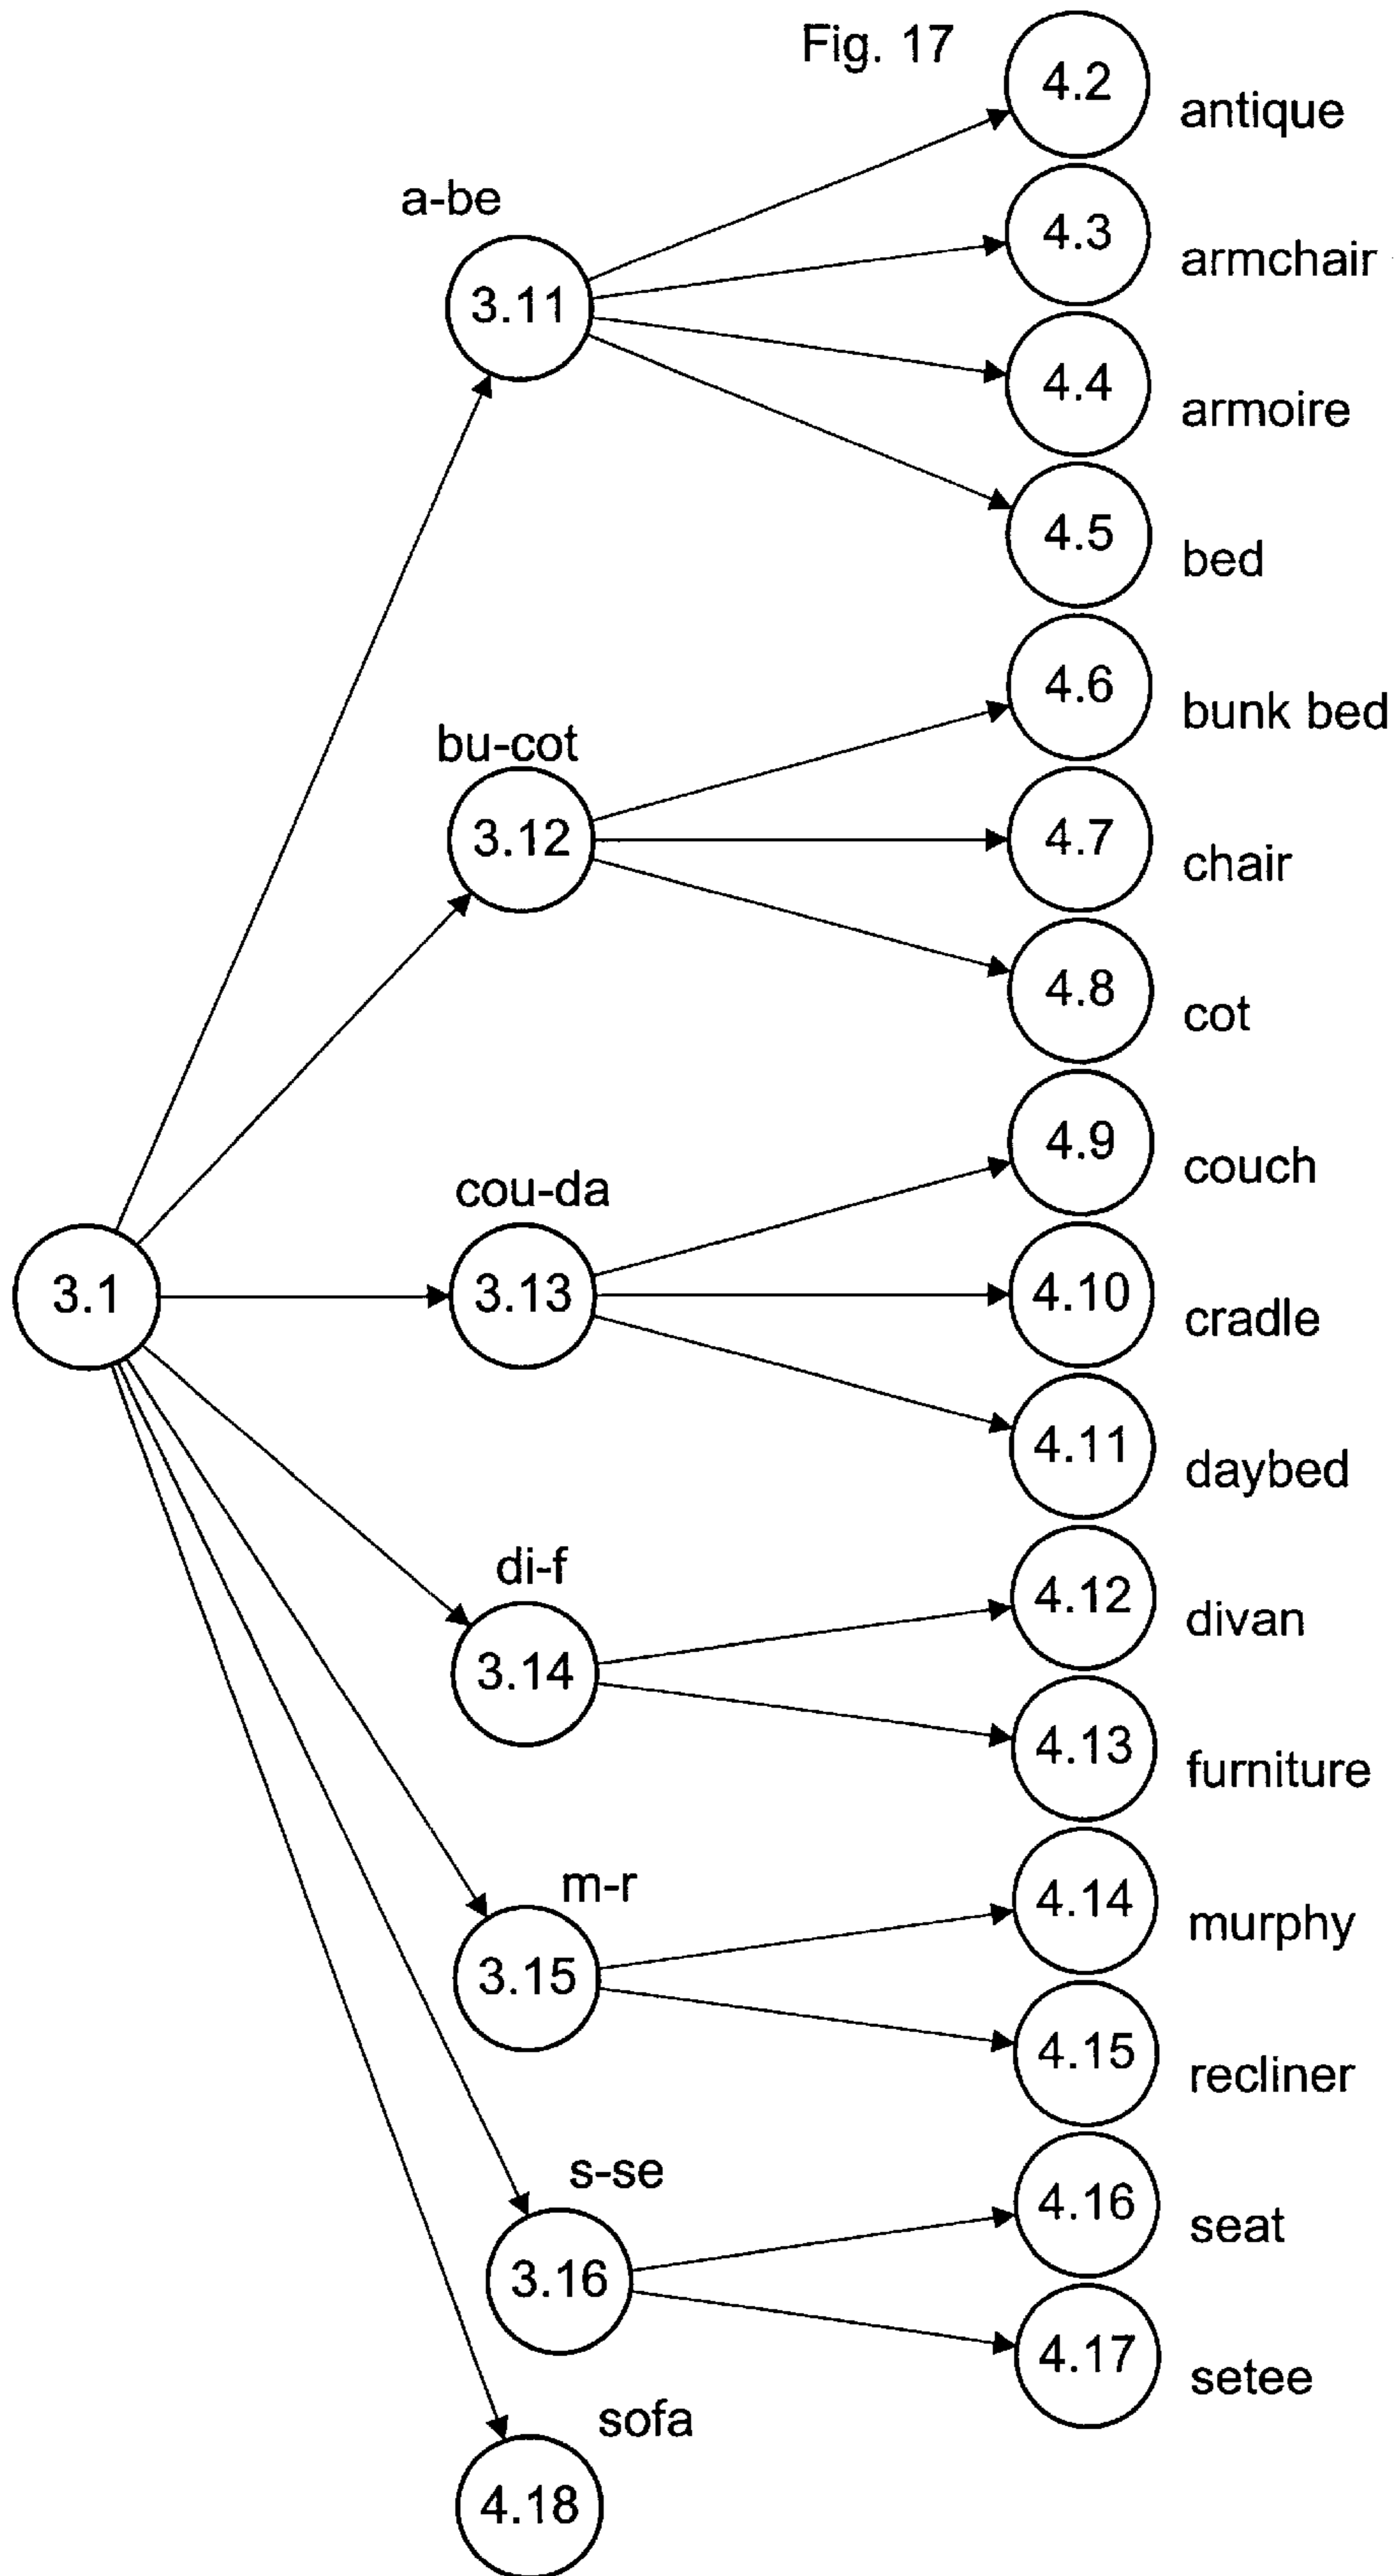 Fig. 17
4.2
antique
a-be
4.3
armchair
3.11
4.4
armoire
4.5
bed
4.6
bunk bed
bu-cot
3.12
4.7
chair
4.8
cot
4.9
couch
cou-da
3.1
3.13
4.10
cradle
4.11
daybed
di-f
4.12
divan
3.14
4.13
furniture
m-r
4.14
murphy
3.15
4.15
recliner
s-se
4.16
seat
3.16
4.17
setee
sofa
4.18